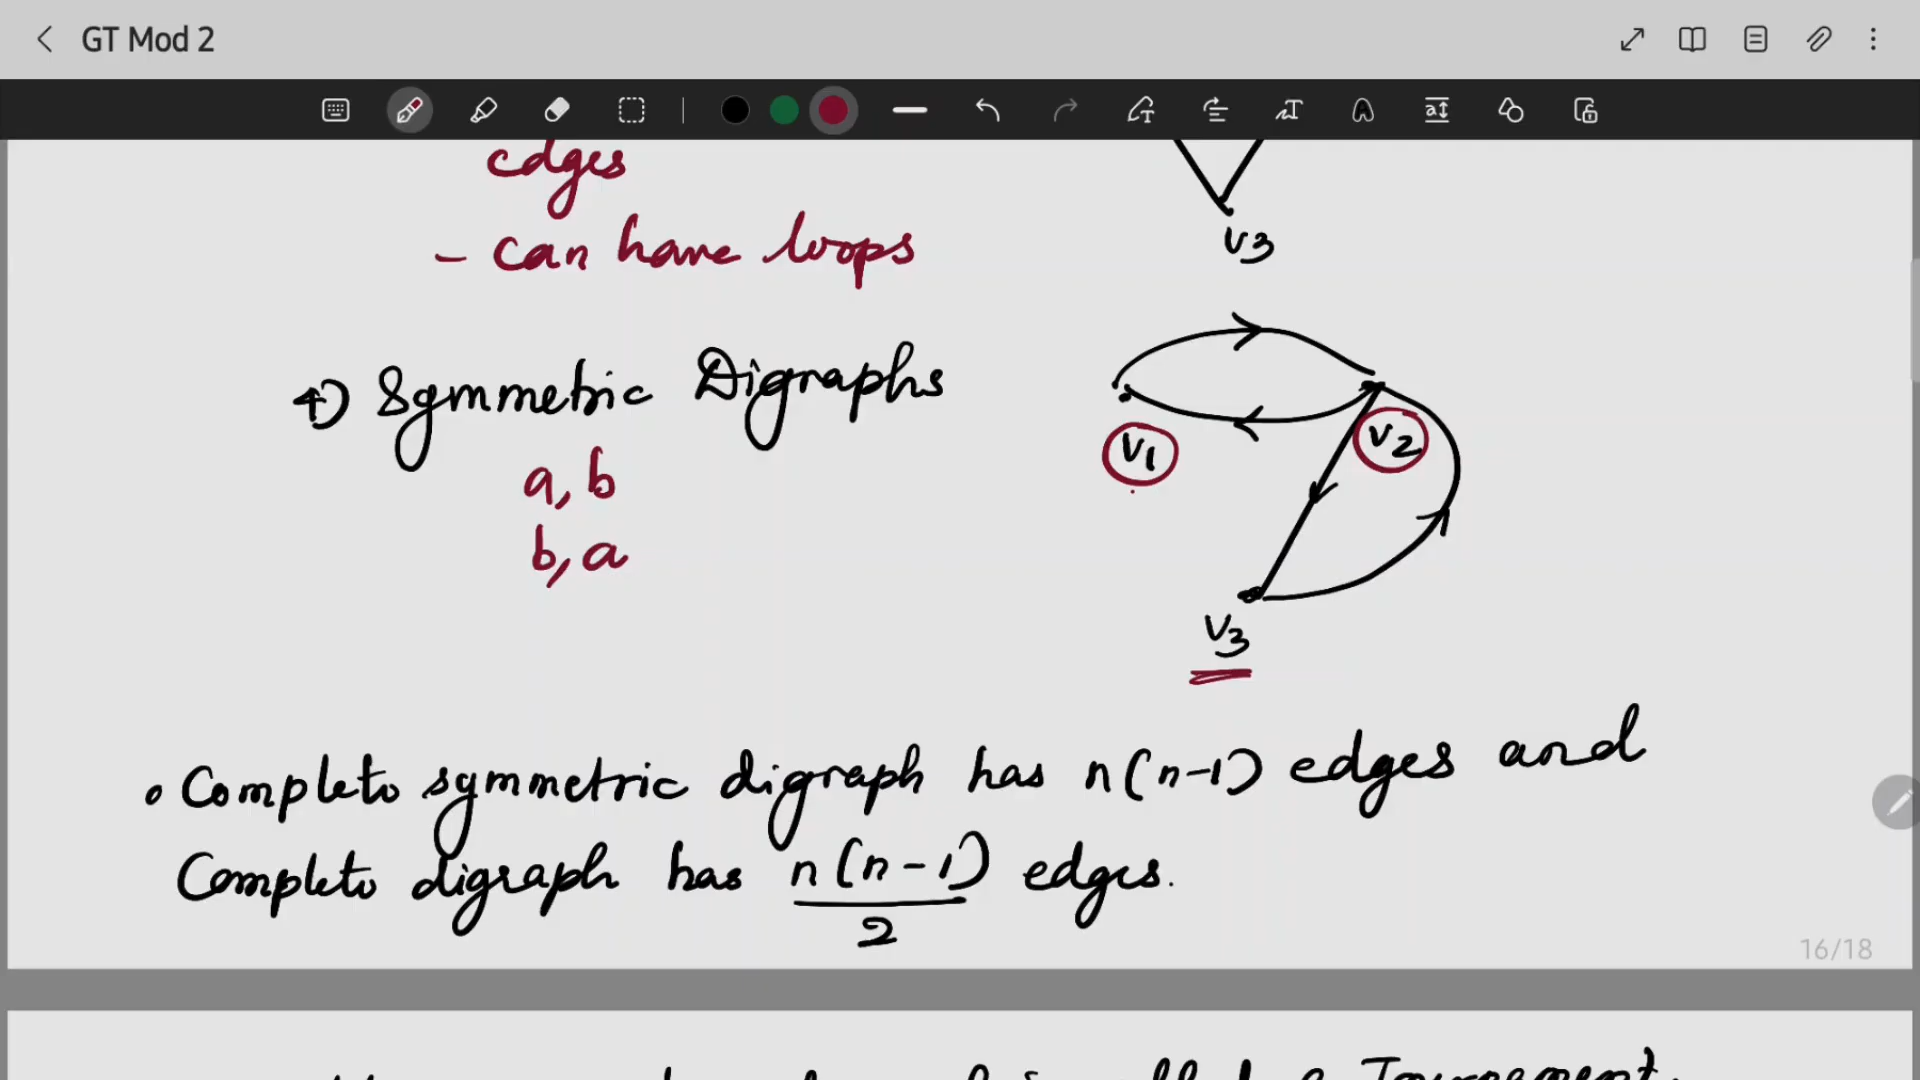 GT Mod 2
edges
- can have loops
v3
4) Symmetric Digraphs
a, b
b, a
v1
v2
v3
• Complete symmetric digraph has n(n-1) edges and
Complete digraph has n(n-1)/2 edges.
16/18
a Tournament.